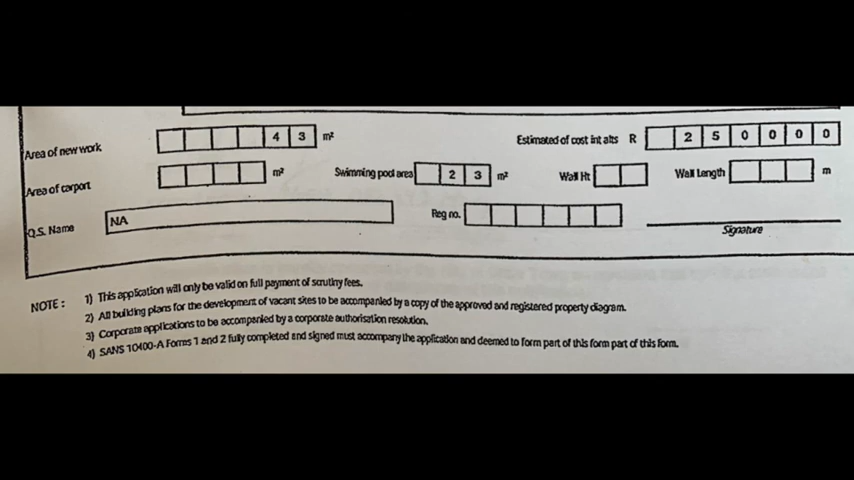 Area of new work 4 3 m² Estimated of cost int alts R 2 5 0 0 0 0
Area of carport m² Swimming pool area 2 3 m² Wall Ht Wall Length m
Q.S. Name NA Reg no.
Signature
NOTE : 1) This application will only be valid on full payment of scrutiny fees.
2) All building plans for the development of vacant sites to be accompanied by a copy of the approved and registered property diagram.
3) Corporate applications to be accompanied by a corporate authorisation resolution.
4) SANS 10400-A Forms 1 and 2 fully completed and signed must accompany the application and deemed to form part of this form part of this form.